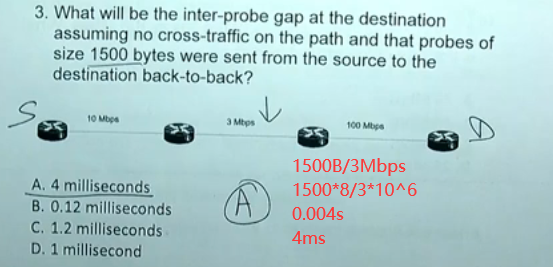 3. What will be the inter-probe gap at the destination
assuming no cross-traffic on the path and that probes of
size 1500 bytes were sent from the source to the
destination back-to-back?
S
10 Mbps
3 Mbps
100 Mbps
D
1500B/3Mbps
1500*8/3*10^6
0.004s
4ms
A. 4 milliseconds
B. 0.12 milliseconds
C. 1.2 milliseconds
D. 1 millisecond
A